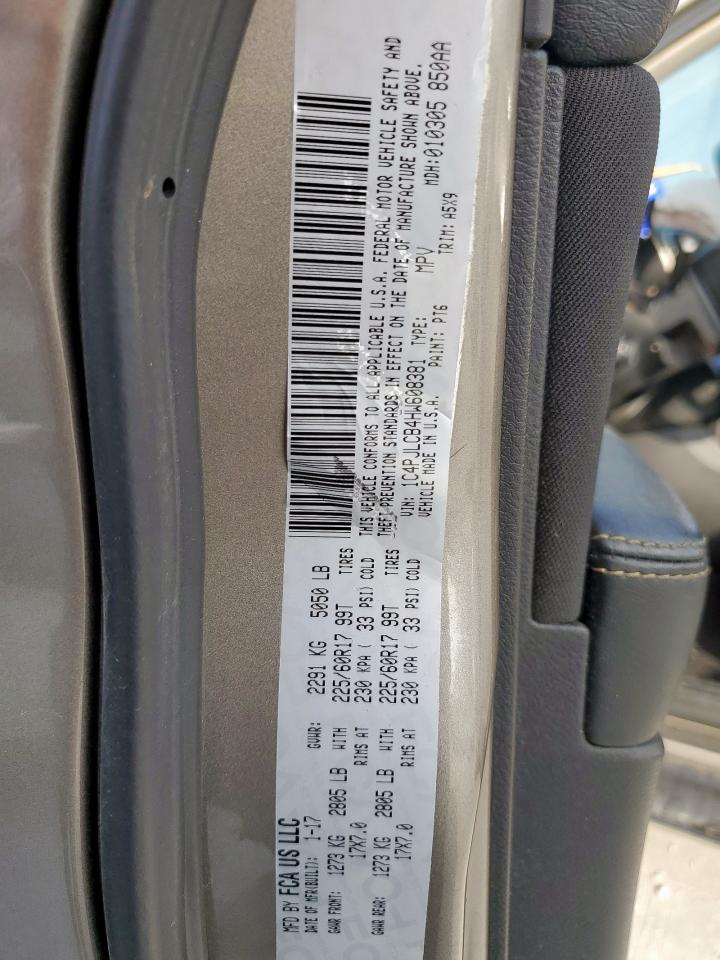 MFD BY FCA US LLC
DATE OF MFR(BUILT): 1-17 GVWR: 2291 KG 5050 LB
GAWR FRONT: 1273 KG 2805 LB WITH 225/60R17 99T TIRES
17X7.0 RIMS AT 230 KPA ( 33 PSI) COLD
GAWR REAR: 1273 KG 2805 LB WITH 225/60R17 99T TIRES
17X7.0 RIMS AT 230 KPA ( 33 PSI) COLD
THIS VEHICLE CONFORMS TO ALL APPLICABLE U.S.A. FEDERAL MOTOR VEHICLE SAFETY AND
THEFT PREVENTION STANDARDS IN EFFECT ON THE DATE OF MANUFACTURE SHOWN ABOVE.
VIN: 1C4PJLCB4HW608381 TYPE: MPV MDH:010305 850AA
VEHICLE MADE IN U.S.A. PAINT: PT6 TRIM: A5X9